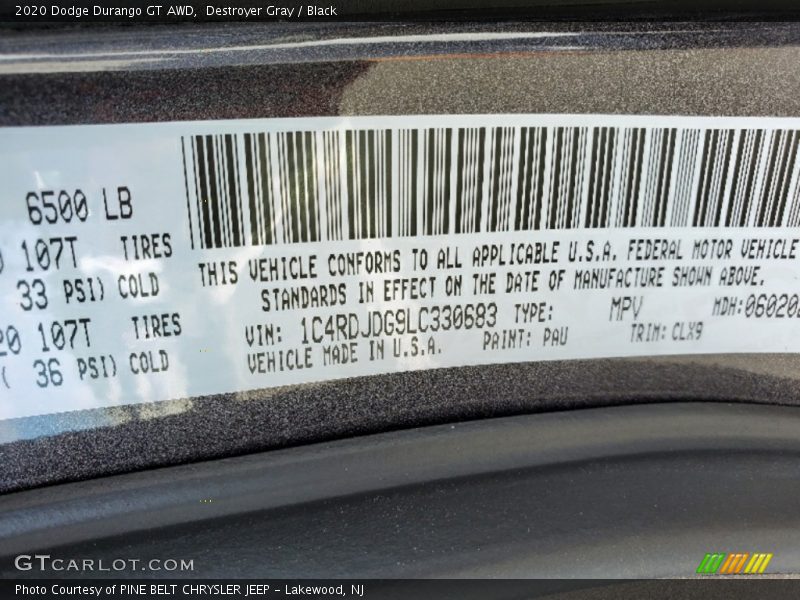 2020 Dodge Durango GT AWD,  Destroyer Gray / Black
6500 LB
107T TIRES
33 PSI) COLD
20 107T TIRES
( 36 PSI) COLD
THIS VEHICLE CONFORMS TO ALL APPLICABLE U.S.A. FEDERAL MOTOR VEHICLE
STANDARDS IN EFFECT ON THE DATE OF MANUFACTURE SHOWN ABOVE.
VIN: 1C4RDJDG9LC330683 TYPE: MPV MDH:060202
VEHICLE MADE IN U.S.A. PAINT: PAU TRIM: CLX9
GTCARLOT.COM
Photo Courtesy of PINE BELT CHRYSLER JEEP - Lakewood, NJ